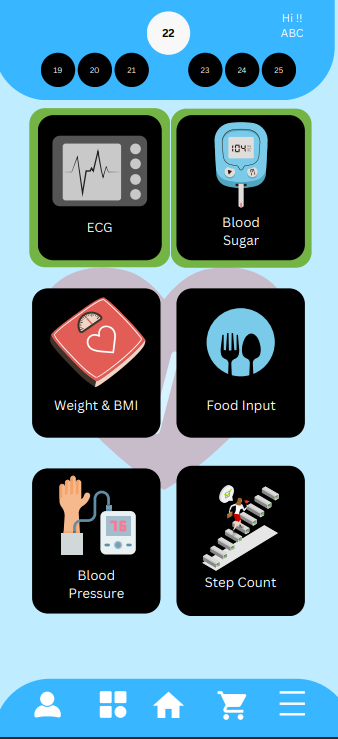 Hi !!
ABC
22
19 20 21 23 24 25
ECG
104
Blood
Sugar
Weight & BMI
Food Input
75
Blood
Pressure
Step Count